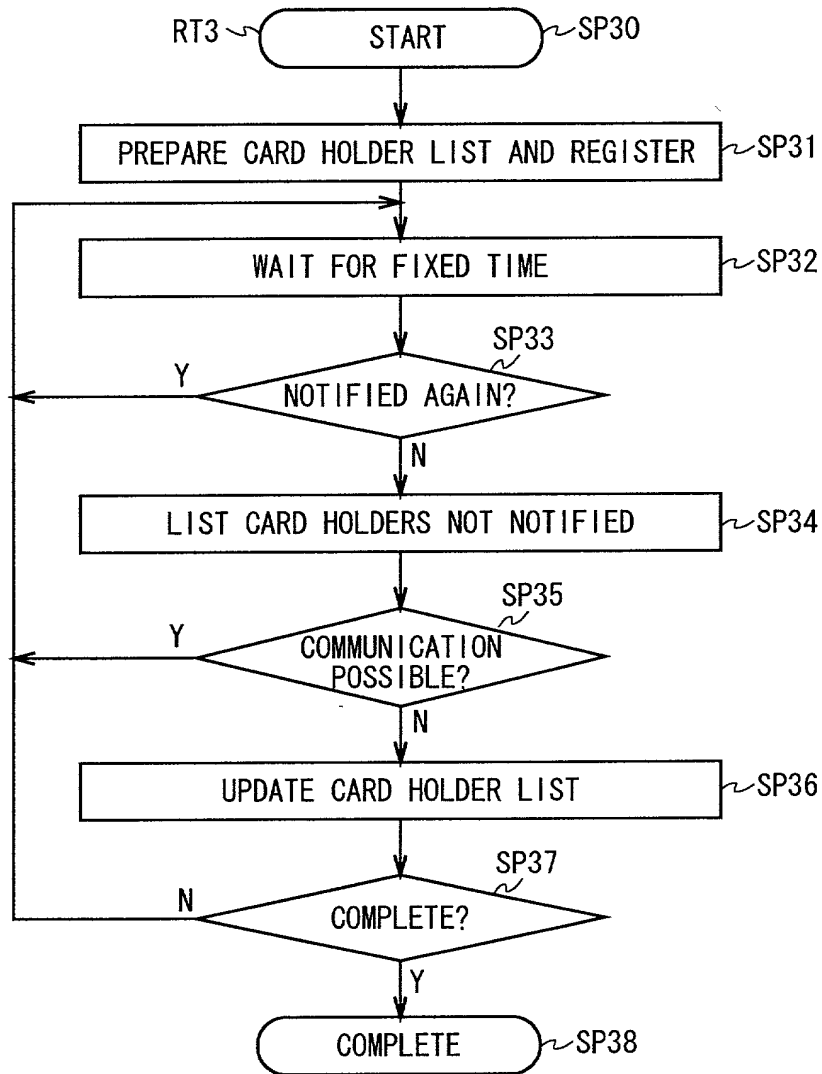 RT3 START SP30
PREPARE CARD HOLDER LIST AND REGISTER SP31
WAIT FOR FIXED TIME SP32
SP33
Y
NOTIFIED AGAIN?
N
LIST CARD HOLDERS NOT NOTIFIED SP34
SP35
Y
COMMUNICATION
POSSIBLE?
N
UPDATE CARD HOLDER LIST SP36
SP37
N
COMPLETE?
Y
COMPLETE SP38